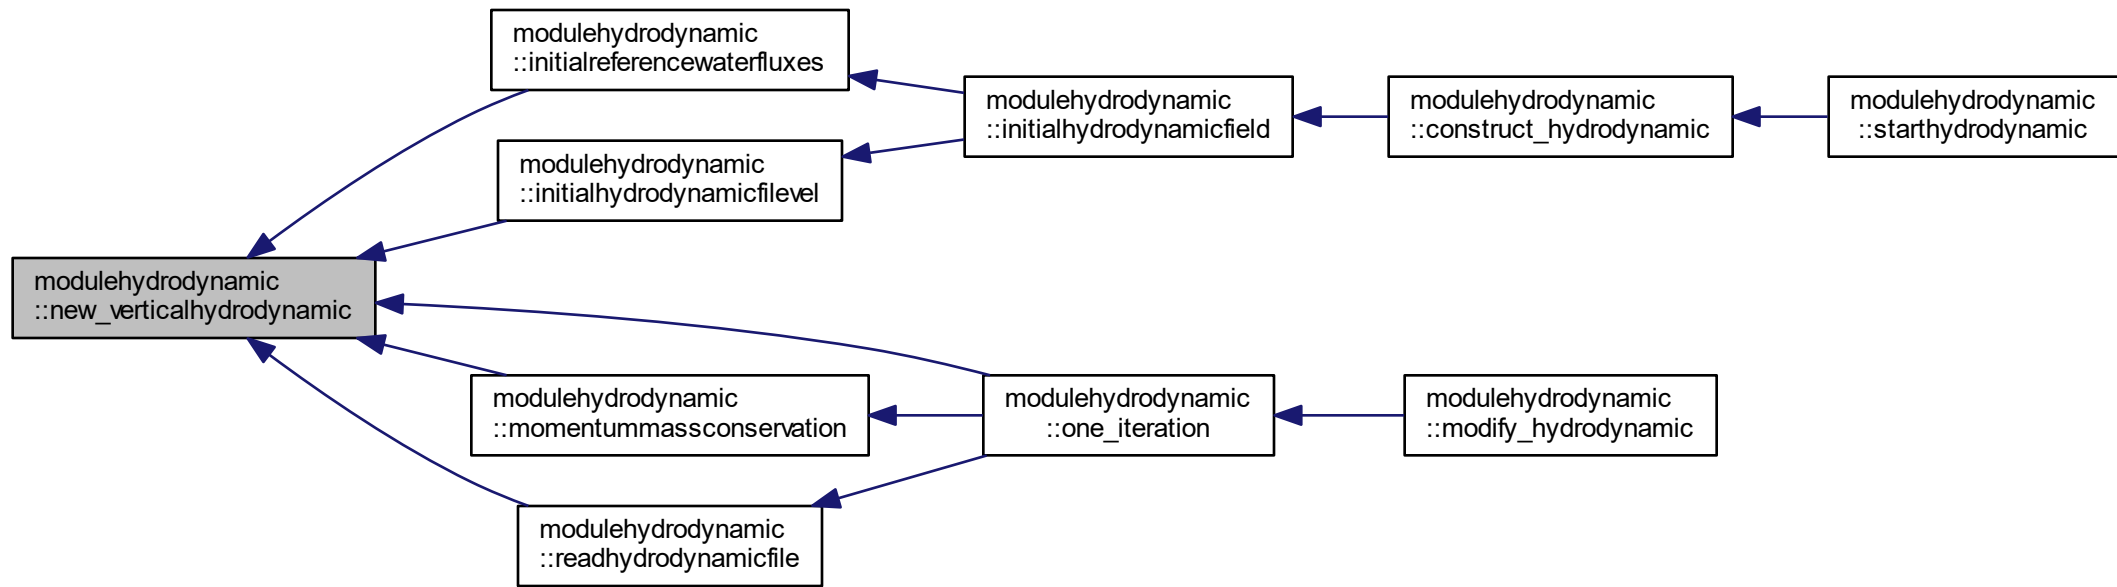 modulehydrodynamic
::initialreferencewaterfluxes
modulehydrodynamic
::initialhydrodynamicfield
modulehydrodynamic
::construct_hydrodynamic
modulehydrodynamic
::starthydrodynamic
modulehydrodynamic
::initialhydrodynamicfilevel
modulehydrodynamic
::new_verticalhydrodynamic
modulehydrodynamic
::momentummassconservation
modulehydrodynamic
::one_iteration
modulehydrodynamic
::modify_hydrodynamic
modulehydrodynamic
::readhydrodynamicfile